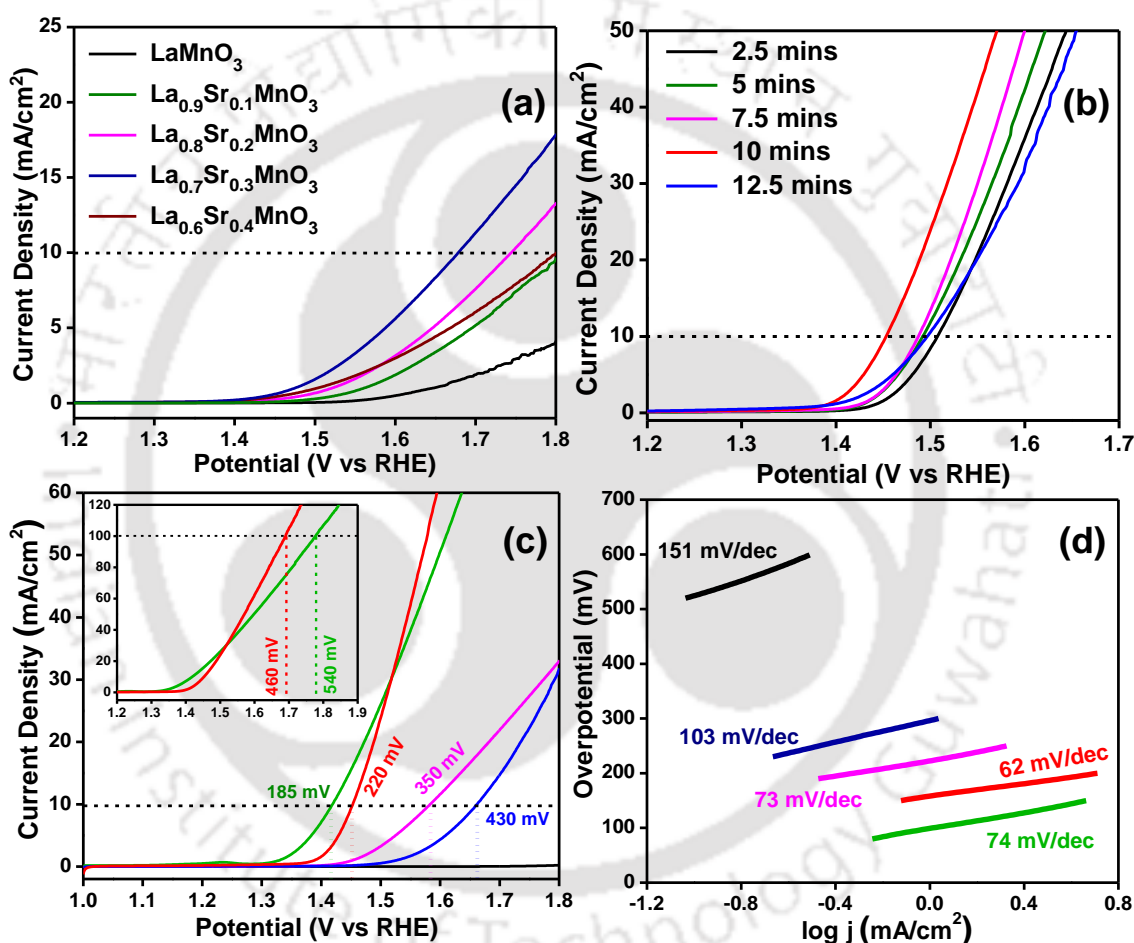 (a)
LaMnO₃
La₀.₉Sr₀.₁MnO₃
La₀.₈Sr₀.₂MnO₃
La₀.₇Sr₀.₃MnO₃
La₀.₆Sr₀.₄MnO₃
Current Density (mA/cm²)
25
20
15
10
5
0
1.2 1.3 1.4 1.5 1.6 1.7 1.8
Potential (V vs RHE)
(b)
2.5 mins
5 mins
7.5 mins
10 mins
12.5 mins
Current Density (mA/cm²)
50
40
30
20
10
0
1.2 1.3 1.4 1.5 1.6 1.7
Potential (V vs RHE)
(c)
Current Density (mA/cm²)
60
50
40
30
20
10
0
120
100
80
60
40
20
0
1.2 1.3 1.4 1.5 1.6 1.7 1.8 1.9
460 mV
540 mV
185 mV
220 mV
350 mV
430 mV
1.0 1.1 1.2 1.3 1.4 1.5 1.6 1.7 1.8
Potential (V vs RHE)
(d)
Overpotential (mV)
700
600
500
400
300
200
100
0
151 mV/dec
103 mV/dec
73 mV/dec
62 mV/dec
74 mV/dec
-1.2 -0.8 -0.4 0.0 0.4 0.8
log j (mA/cm²)